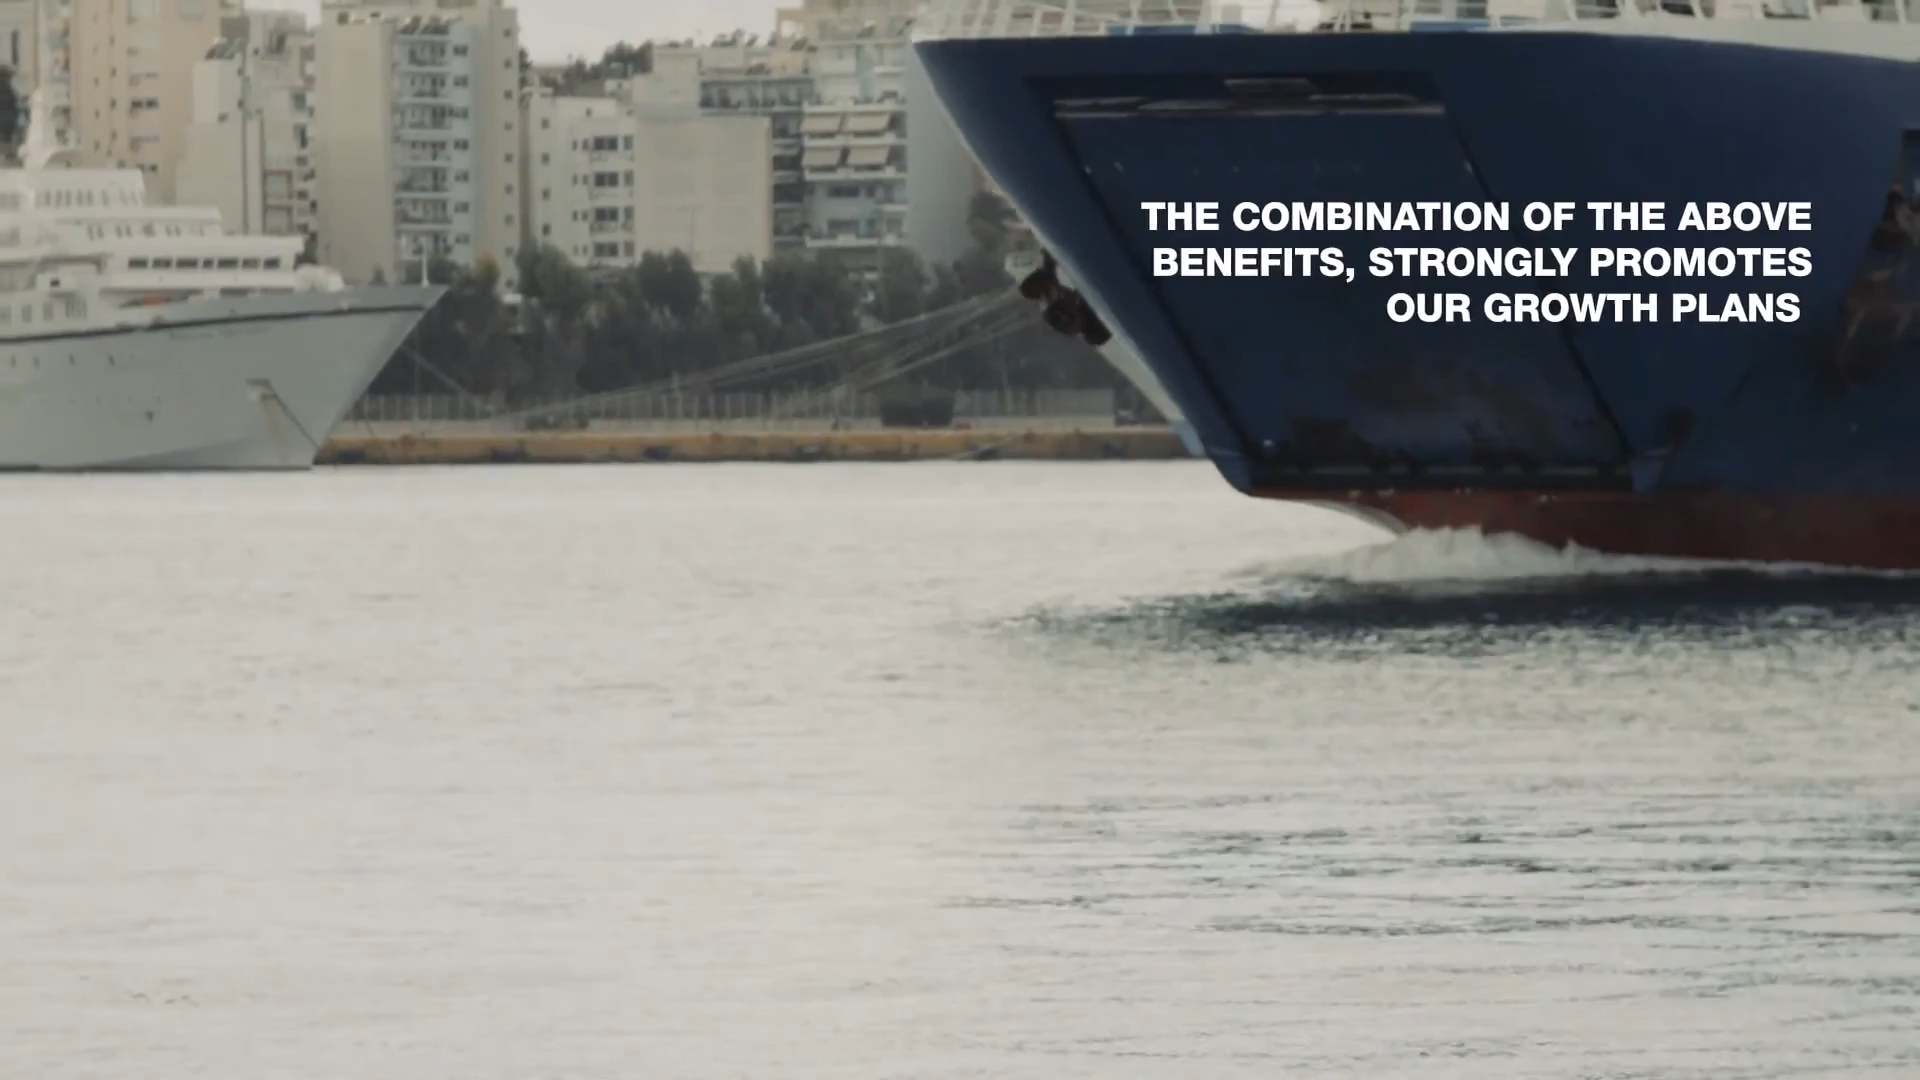 THE COMBINATION OF THE ABOVE
BENEFITS, STRONGLY PROMOTES
OUR GROWTH PLANS